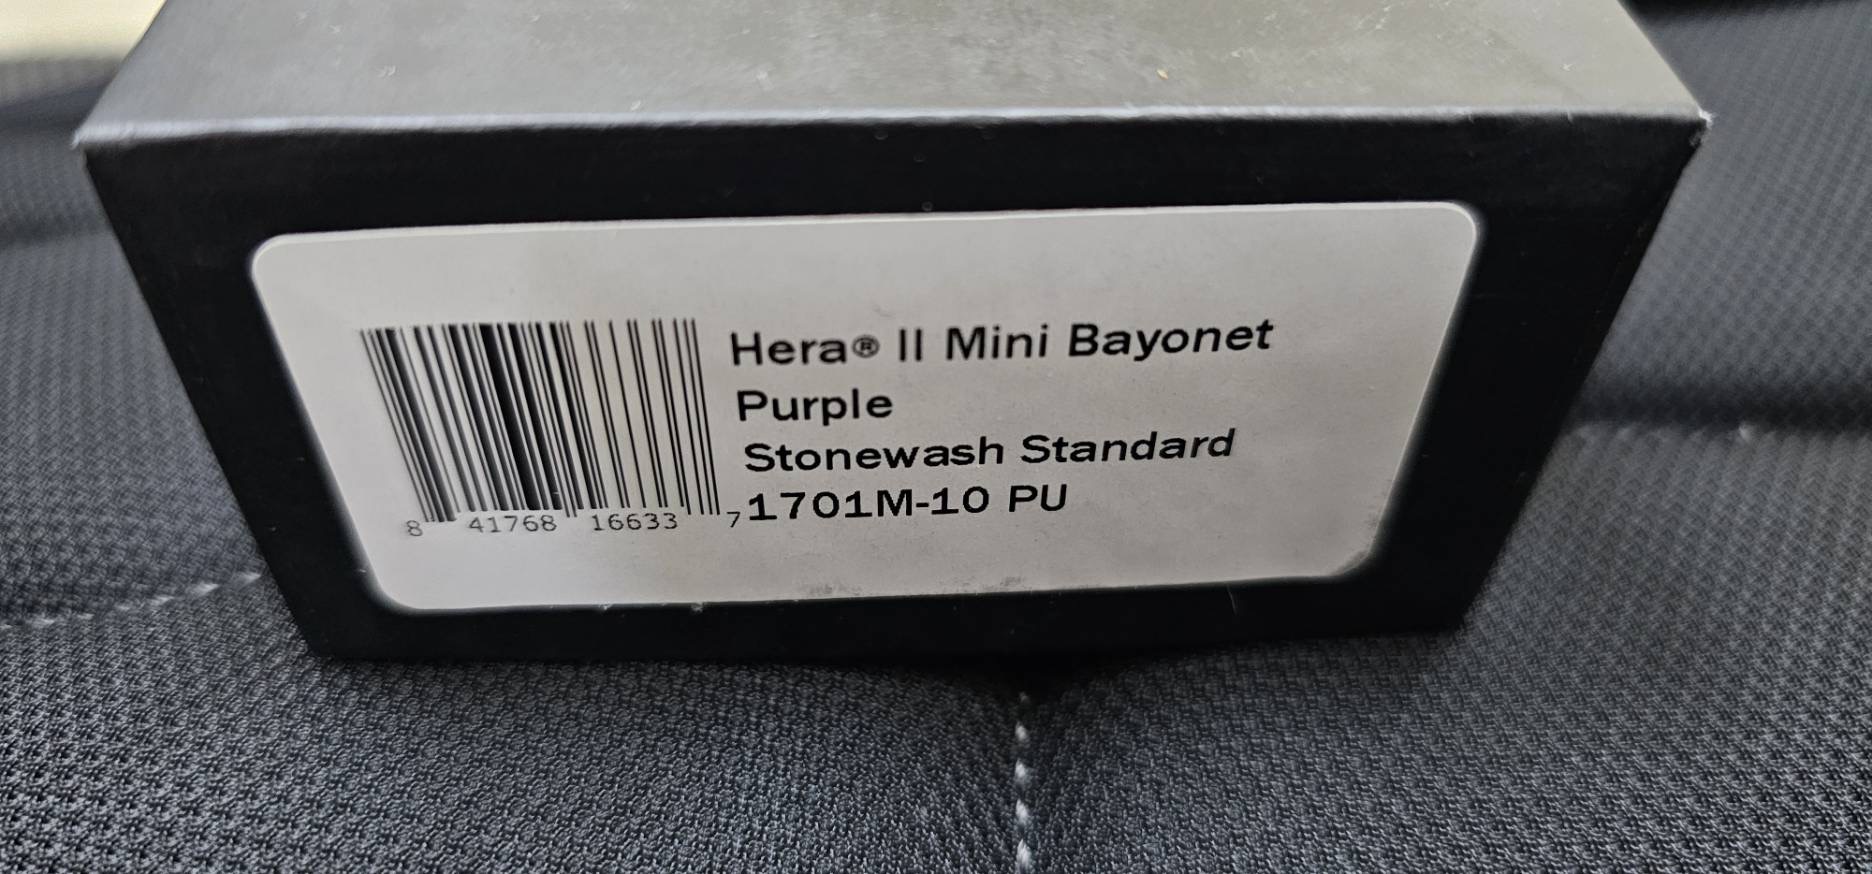 Hera® II Mini Bayonet
Purple
Stonewash Standard
1701M-10 PU
8 41768 16633 7